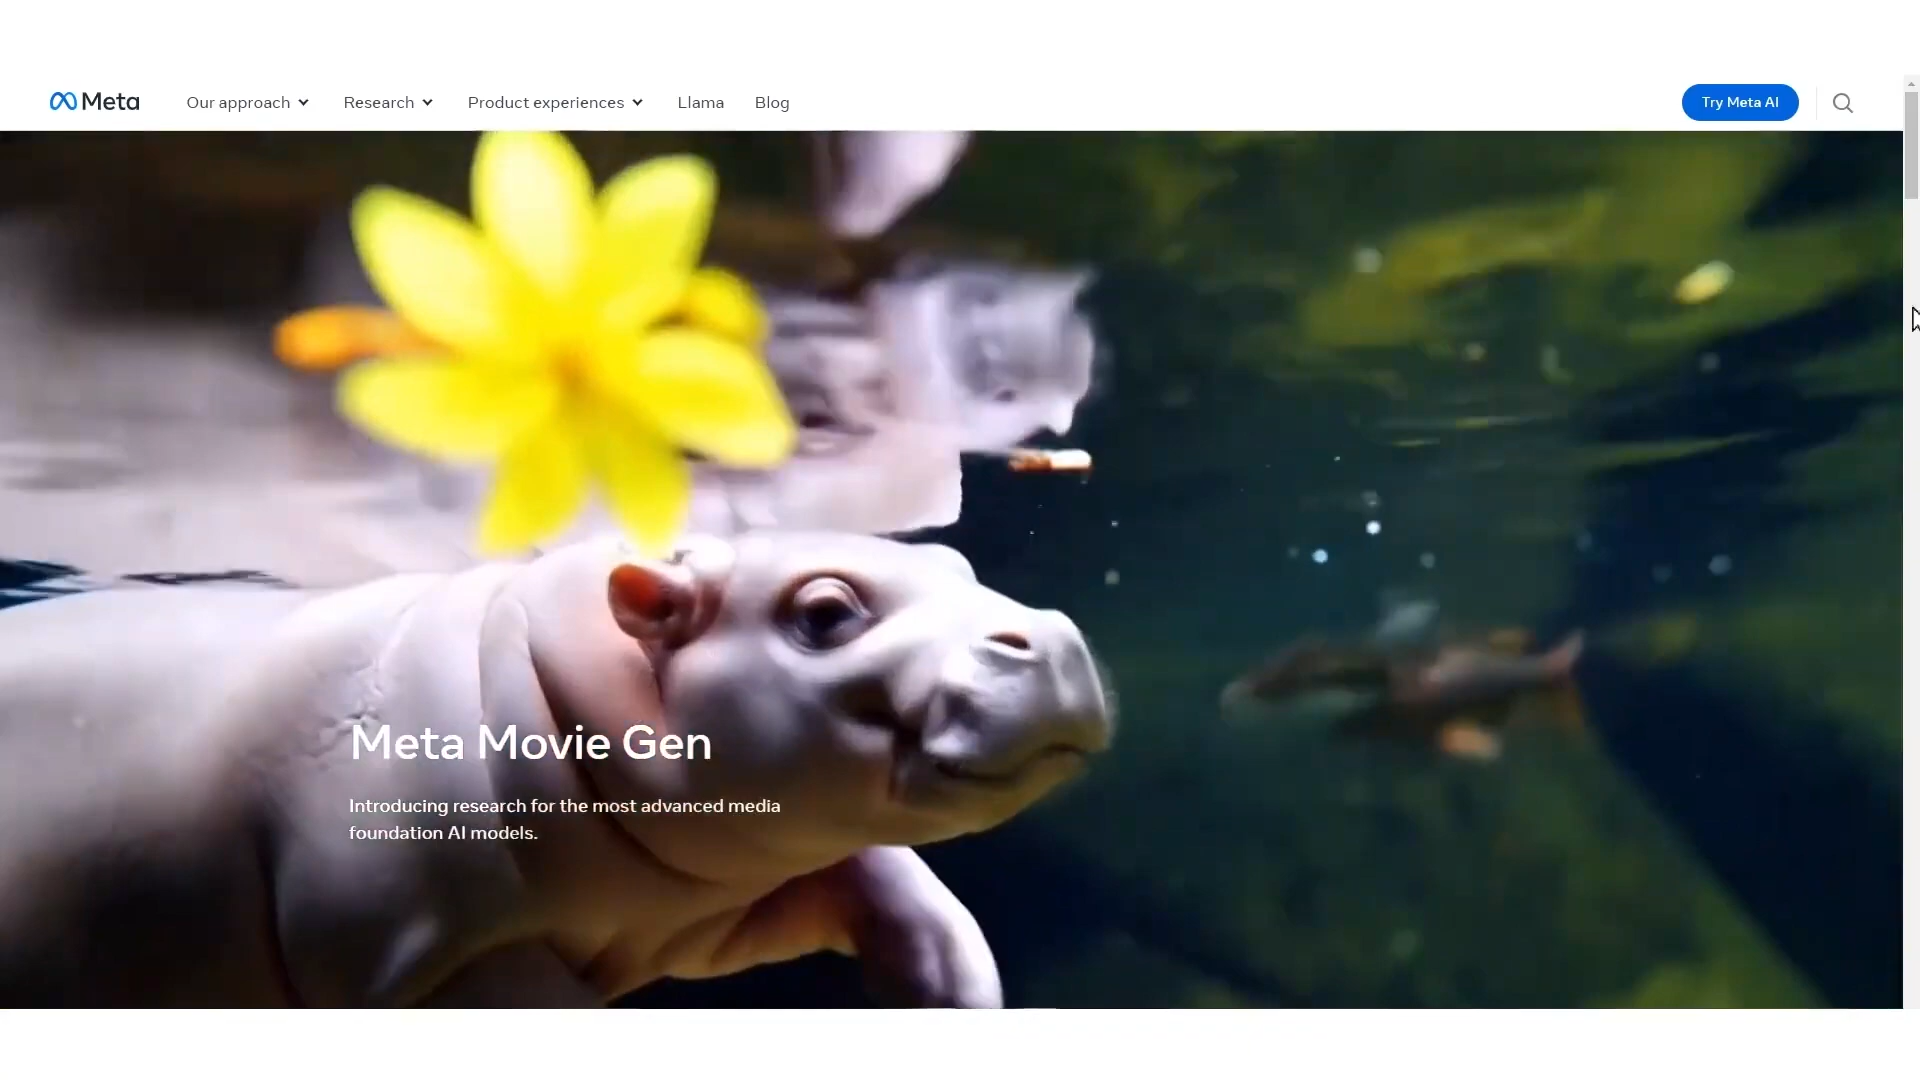 Meta
Our approach
Research
Product experiences
Llama
Blog
Try Meta AI
Meta Movie Gen
Introducing research for the most advanced media
foundation AI models.